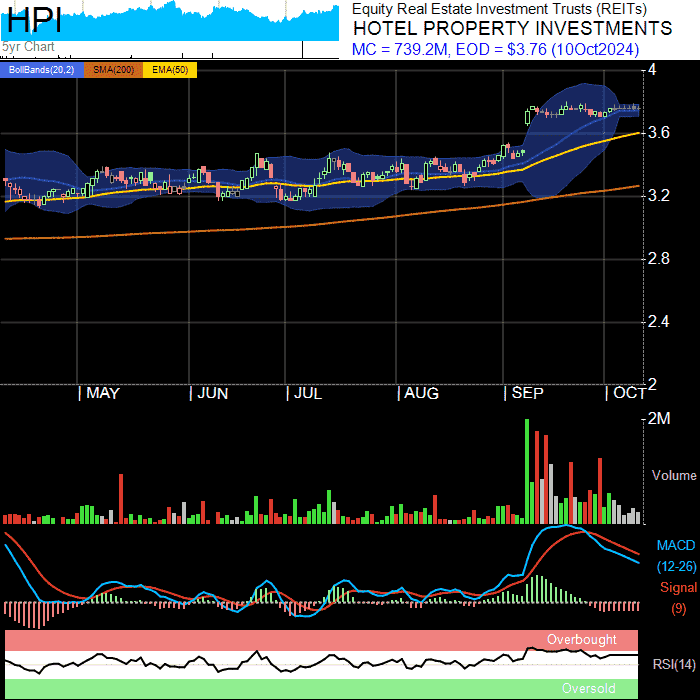 HPI
5yr Chart
Equity Real Estate Investment Trusts (REITs)
HOTEL PROPERTY INVESTMENTS
MC = 739.2M, EOD = $3.76 (10Oct2024)
BollBands(20,2) SMA(200) EMA(50)
4
3.6
3.2
2.8
2.4
2
MAY JUN JUL AUG SEP OCT
2M
Volume
MACD
(12-26)
Signal
(9)
Overbought
RSI(14)
Oversold